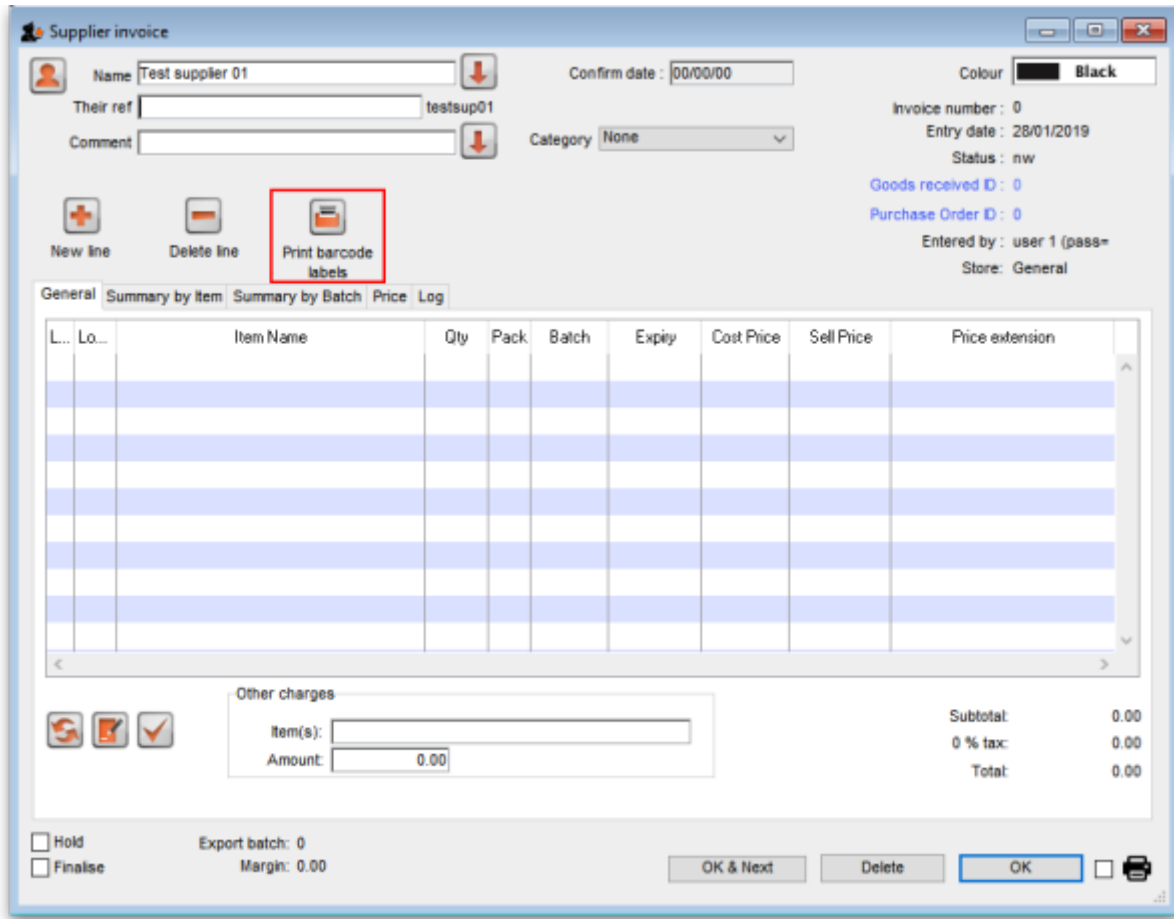 Supplier invoice
Name Test supplier 01 Confirm date : 00/00/00 Colour Black
Their ref testsup01 Invoice number : 0
Comment Category None Entry date : 28/01/2019
Status : nw
Goods received ID : 0
Purchase Order ID : 0
Entered by : user 1 (pass=
Store: General
New line Delete line Print barcode
labels
General Summary by Item Summary by Batch Price Log
L... Lo... Item Name Qty Pack Batch Expiry Cost Price Sell Price Price extension
Other charges
Item(s):
Amount: 0.00
Subtotal: 0.00
0 % tax: 0.00
Total: 0.00
Hold Export batch: 0
Finalise Margin: 0.00
OK & Next Delete OK